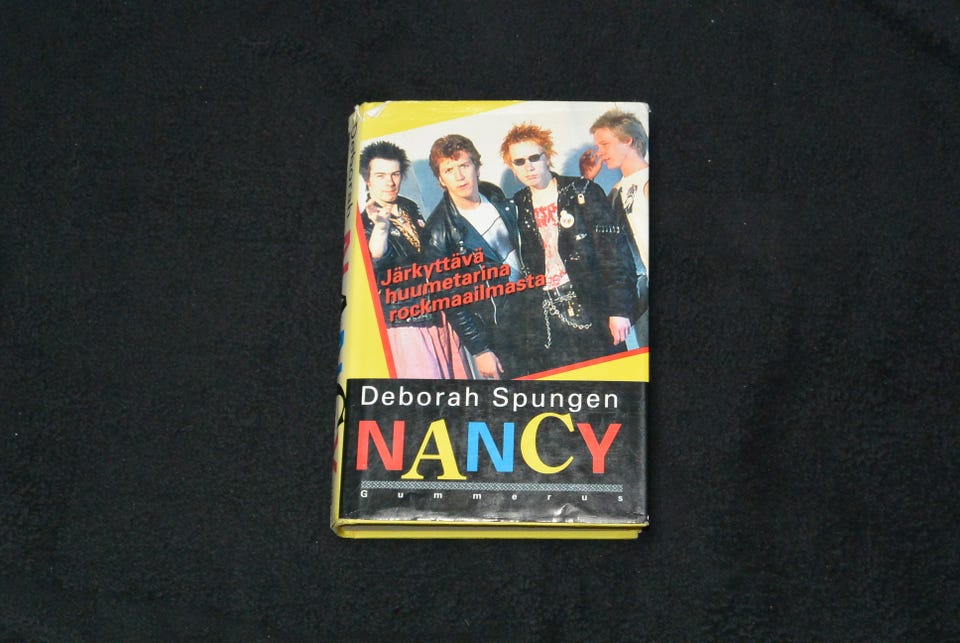 Järkyttävä
huumetarina
rockmaailmasta
Deborah Spungen
NANCY
Gummerus